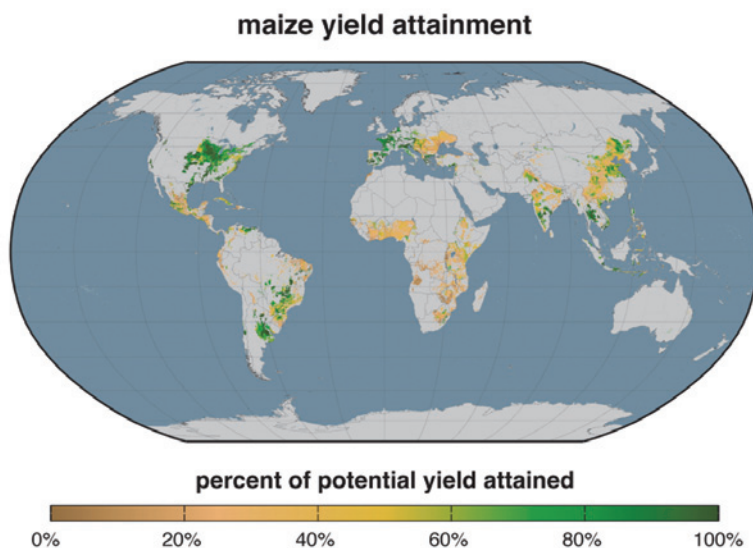 maize yield attainment
percent of potential yield attained
0% 20% 40% 60% 80% 100%